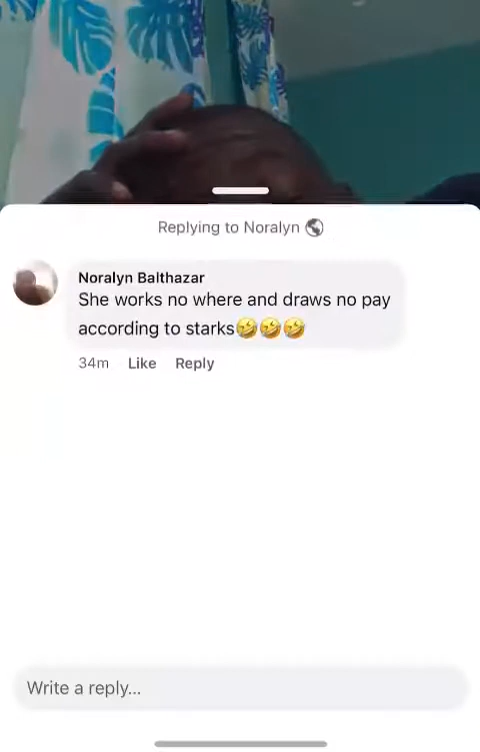 Replying to Noralyn
Noralyn Balthazar
She works no where and draws no pay
according to starks🤣🤣🤣
34m Like Reply
Write a reply...